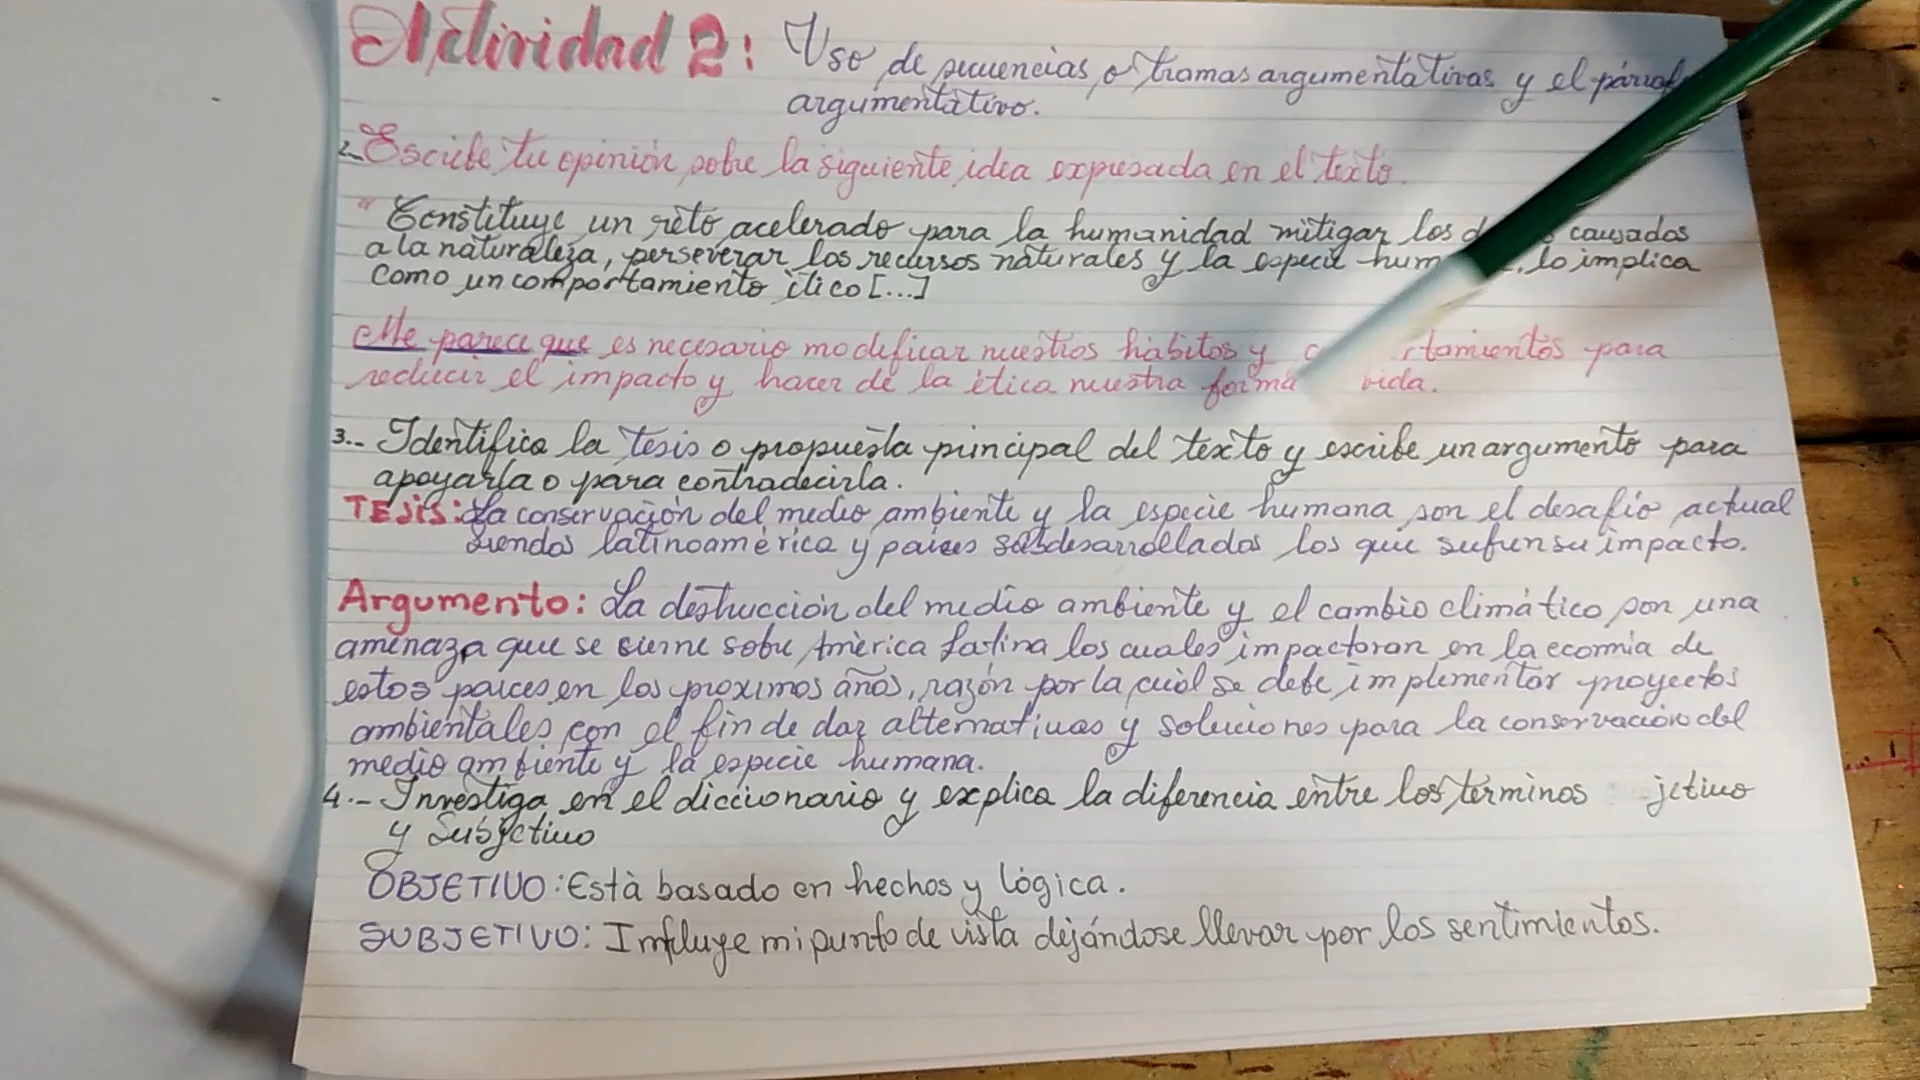 Actividad 2: Uso de secuencias o tramas argumentativas y el
argumentativo.
2- Escribe tu opinión sobre la siguiente idea expresada en el texto.
"Constituye un reto acelerado para la humanidad mitigar los causados
a la naturaleza, perseverar los recursos naturales y la especie lo implica
como un comportamiento ético [...]
Me parece que es necesario modificar nuestros hábitos y para
reducir el impacto y hacer de la ética nuestra forma vida.
3.- Identifica la tesis o propuesta principal del texto y escribe un argumento para
apoyarla o para contradecirla.
TESIS: La conservación del medio ambiente y la especie humana son el desafío actual
siendos latinoamérica y paises subdesarrollados los que sufren su impacto.
Argumento: La destrucción del medio ambiente y el cambio climático son una
amenaza que se cierne sobre América Latina los cuales impactoran en la ecormia de
estos paices en los proximos años, razón por la cuàl se debe implementar proyectos
ambientales con el fin de dar alternativas y soluciones para la conservación del
medio ambiente y la especie humana.
4.- Investiga en el diccionario y explica la diferencia entre los terminos jetivo
y Subjetivo
OBJETIVO: Està basado en hechos y lógica.
SUBJETIVO: Influye mi punto de vista dejándose llevar por los sentimientos.